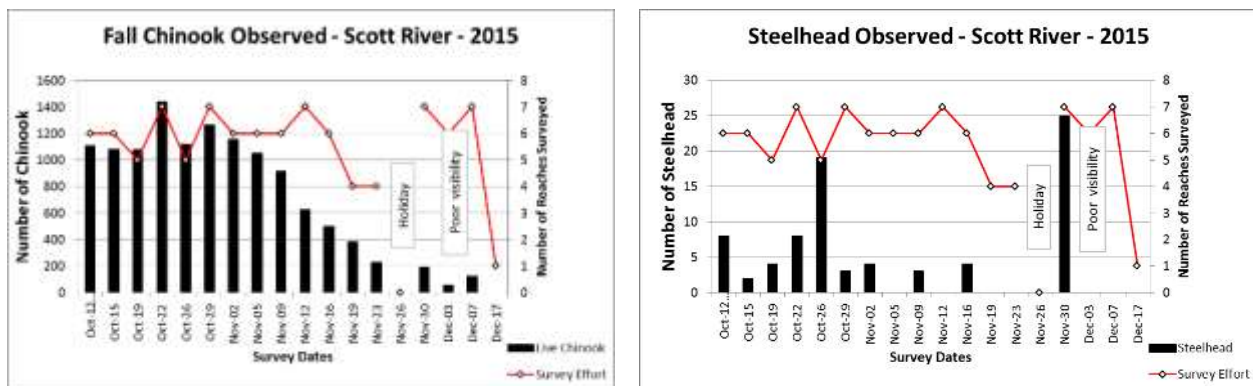 Fall Chinook Observed - Scott River - 2015
Number of Chinook
1600
1400
1200
1000
800
600
400
200
0
8
7
6
5
4
3
2
1
0
Number of Reaches Surveyed
Holiday
Poor visibility
Oct-12
Oct-15
Oct-19
Oct-22
Oct-26
Oct-29
Nov-02
Nov-05
Nov-09
Nov-12
Nov-16
Nov-19
Nov-23
Nov-26
Nov-30
Dec-03
Dec-07
Dec-17
Survey Dates
Live Chinook
Survey Effort
Steelhead Observed - Scott River - 2015
Number of Steelhead
30
25
20
15
10
5
0
8
7
6
5
4
3
2
1
0
Number of Reaches Surveyed
Holiday
Poor visibility
Oct-12...
Oct-15
Oct-19
Oct-22
Oct-26
Oct-29
Nov-02
Nov-05
Nov-09
Nov-12
Nov-16
Nov-19
Nov-23
Nov-26
Nov-30
Dec-03
Dec-07
Dec-17
Survey Dates
Steelhead
Survey Effort